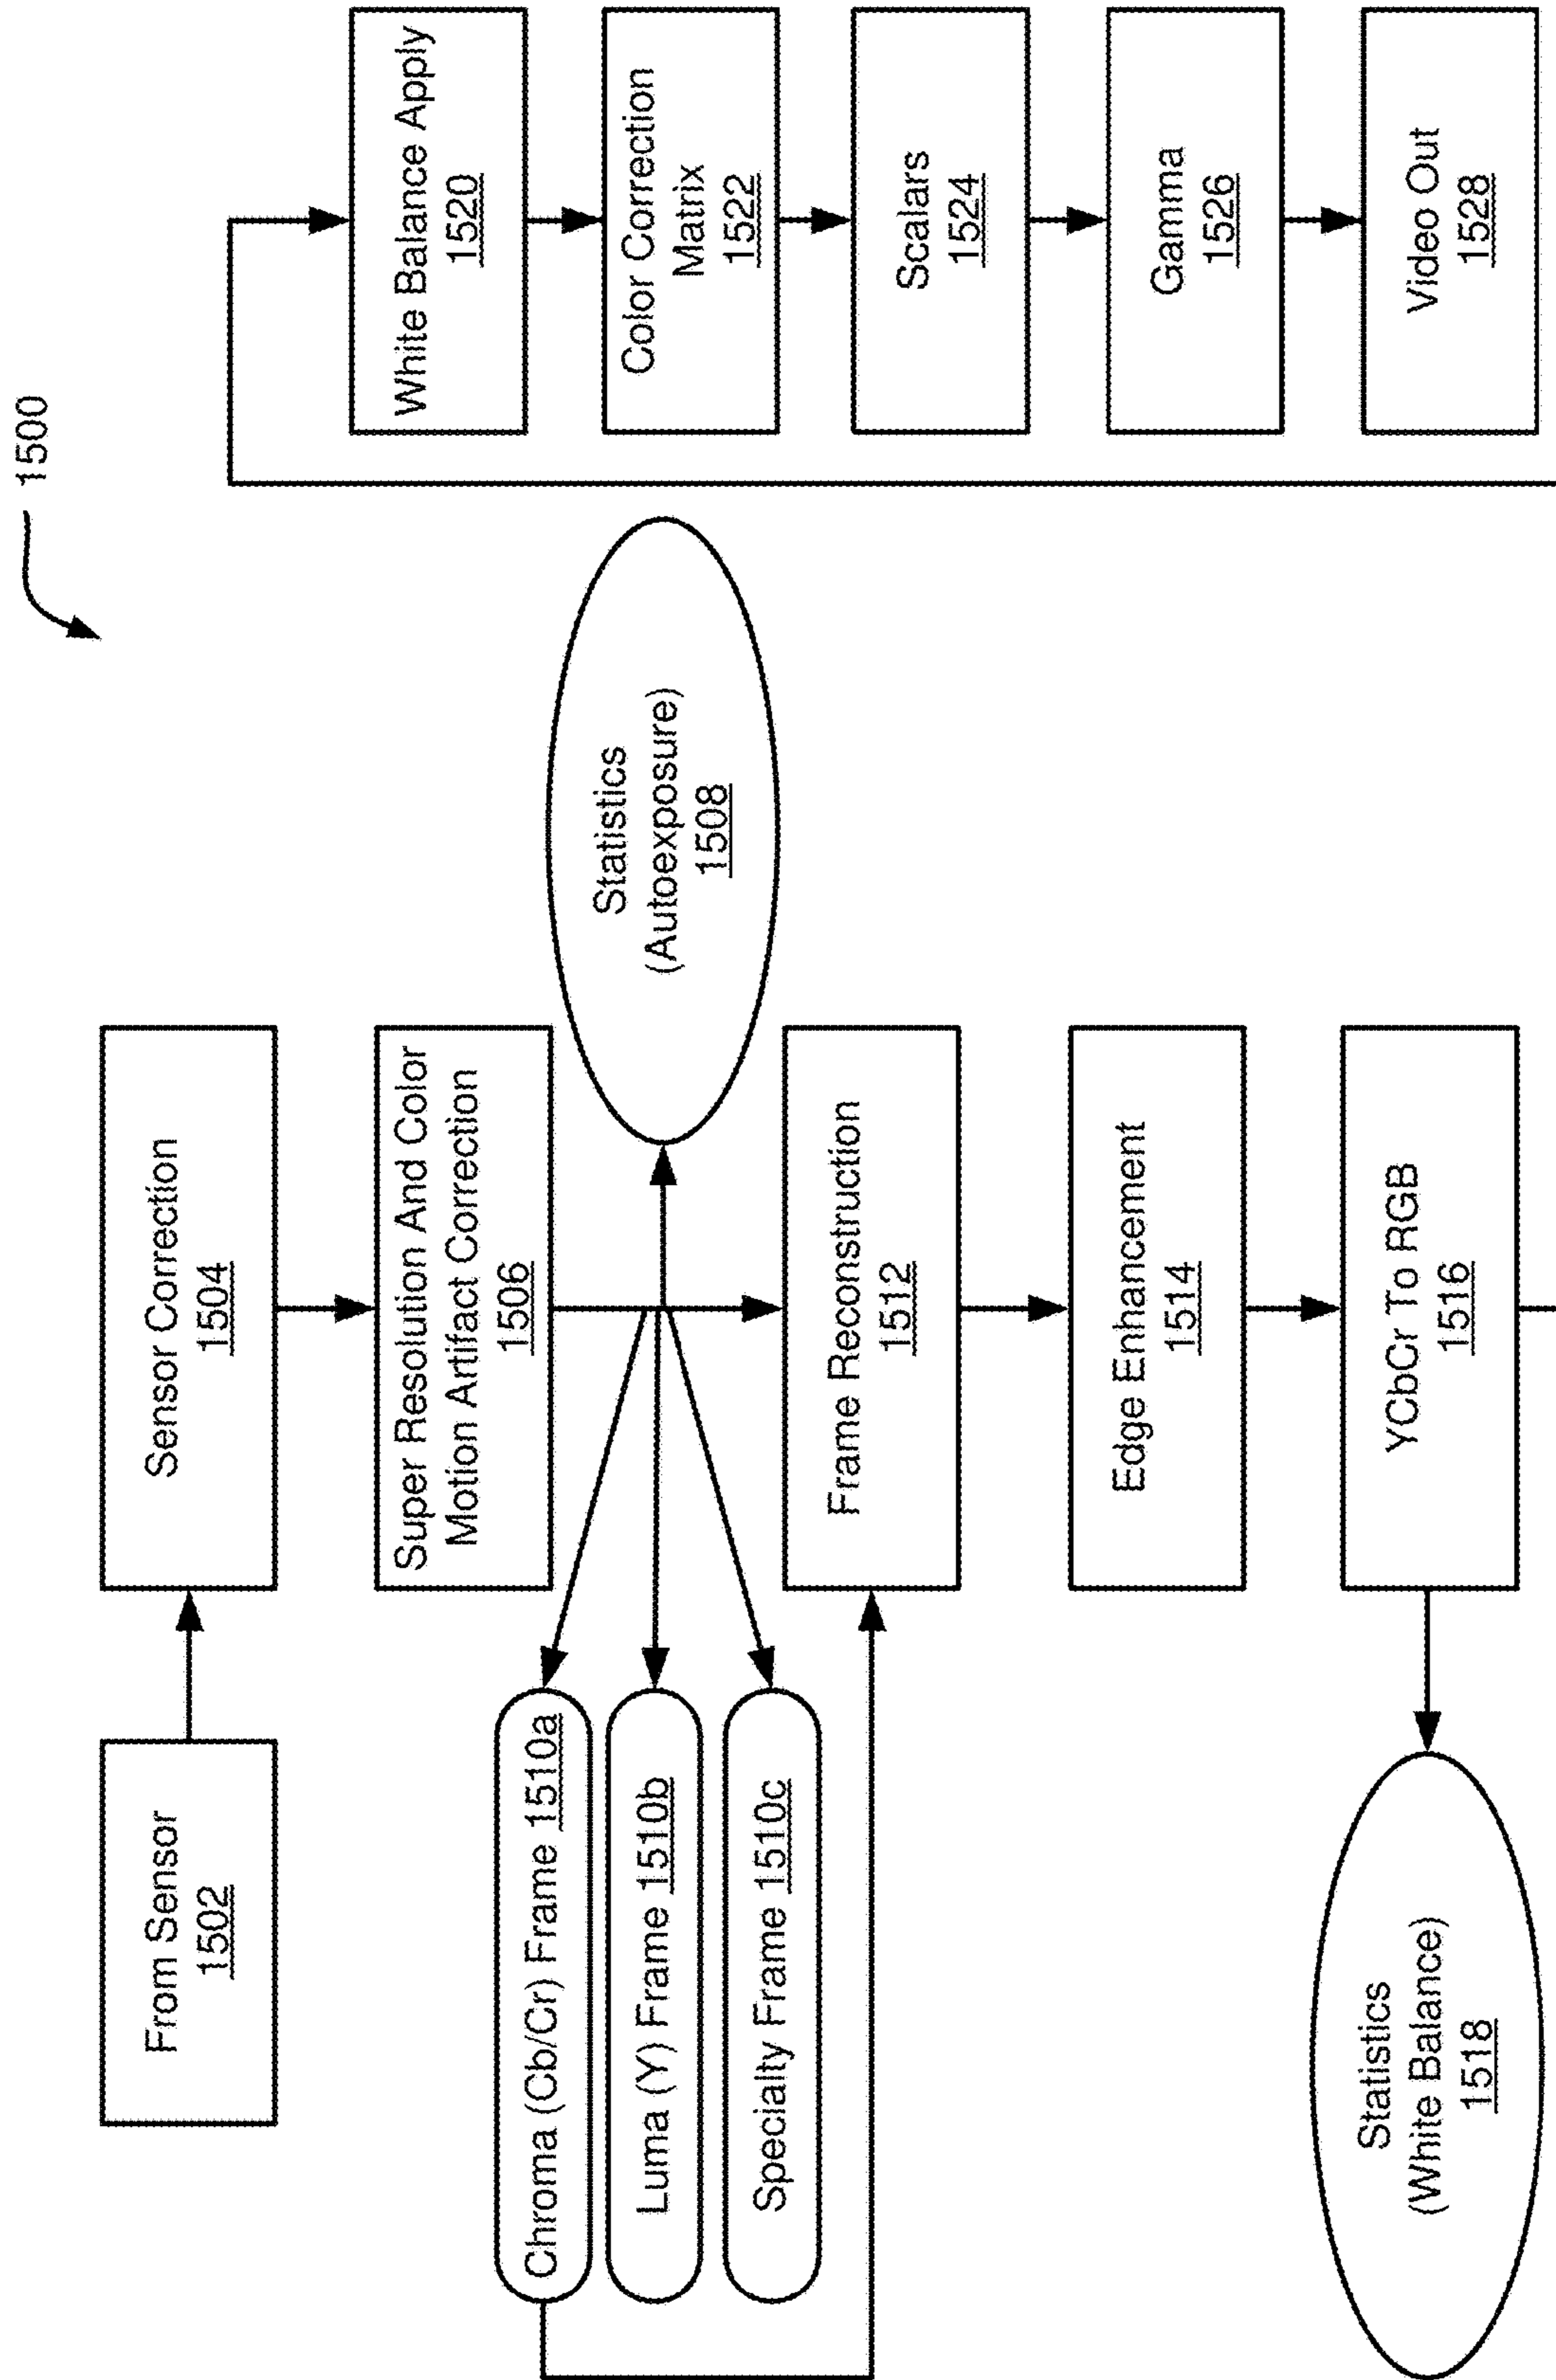 1500
From Sensor
1502
Sensor Correction
1504
Super Resolution And Color
Motion Artifact Correction
1506
Statistics
(Autoexposure)
1508
Chroma (Cb/Cr) Frame 1510a
Luma (Y) Frame 1510b
Specialty Frame 1510c
Frame Reconstruction
1512
Edge Enhancement
1514
YCbCr To RGB
1516
Statistics
(White Balance)
1518
White Balance Apply
1520
Color Correction
Matrix
1522
Scalars
1524
Gamma
1526
Video Out
1528